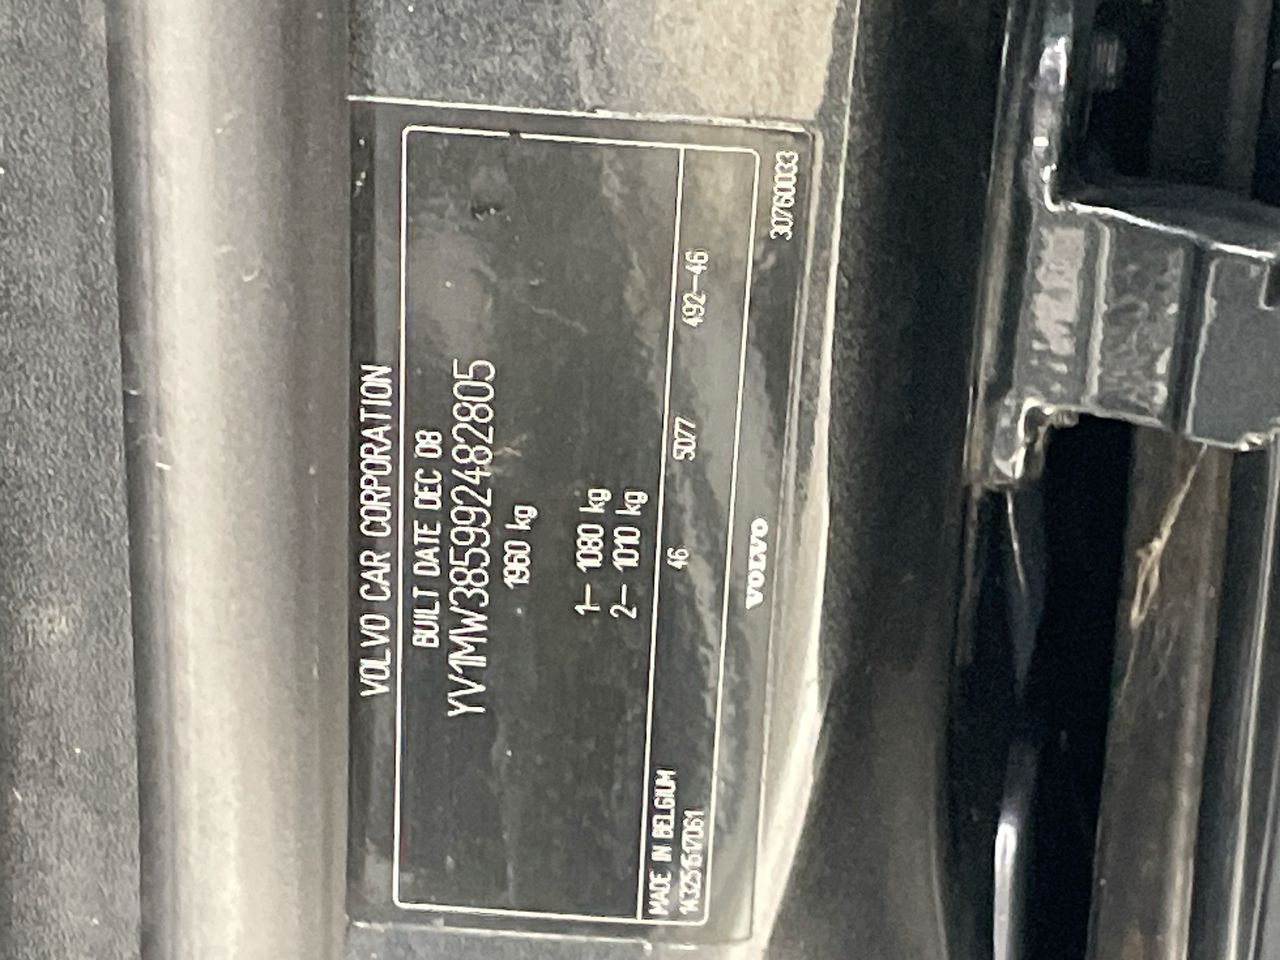 VOLVO CAR CORPORATION
BUILT DATE DEC 08
YV1MW385992482805
1960 kg
1– 1080 kg
2– 1010 kg
MADE IN BELGIUM 46 5077 492–46
VOLVO
30760033